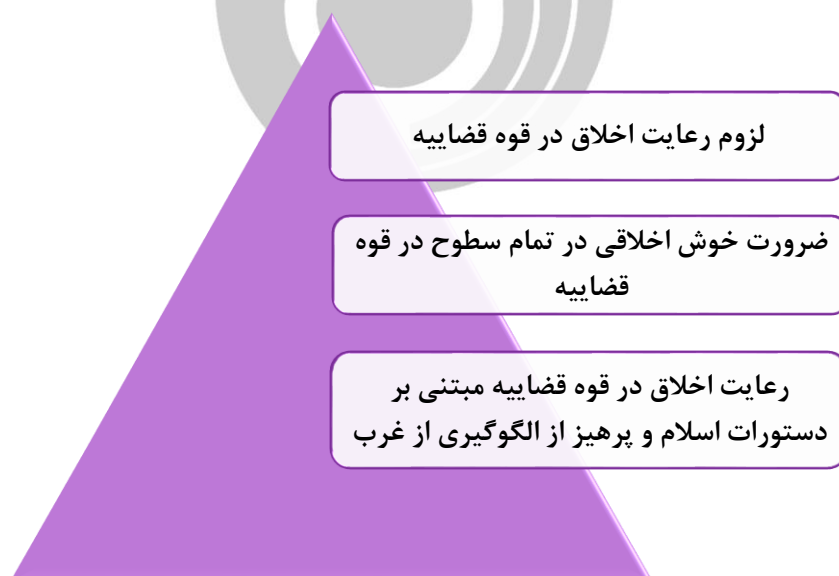 لزوم رعایت اخلاق در قوه قضاییه
ضرورت خوش اخلاقی در تمام سطوح در قوه
قضاییه
رعایت اخلاق در قوه قضاییه مبتنی بر
دستورات اسلام و پرهیز از الگوگیری از غرب